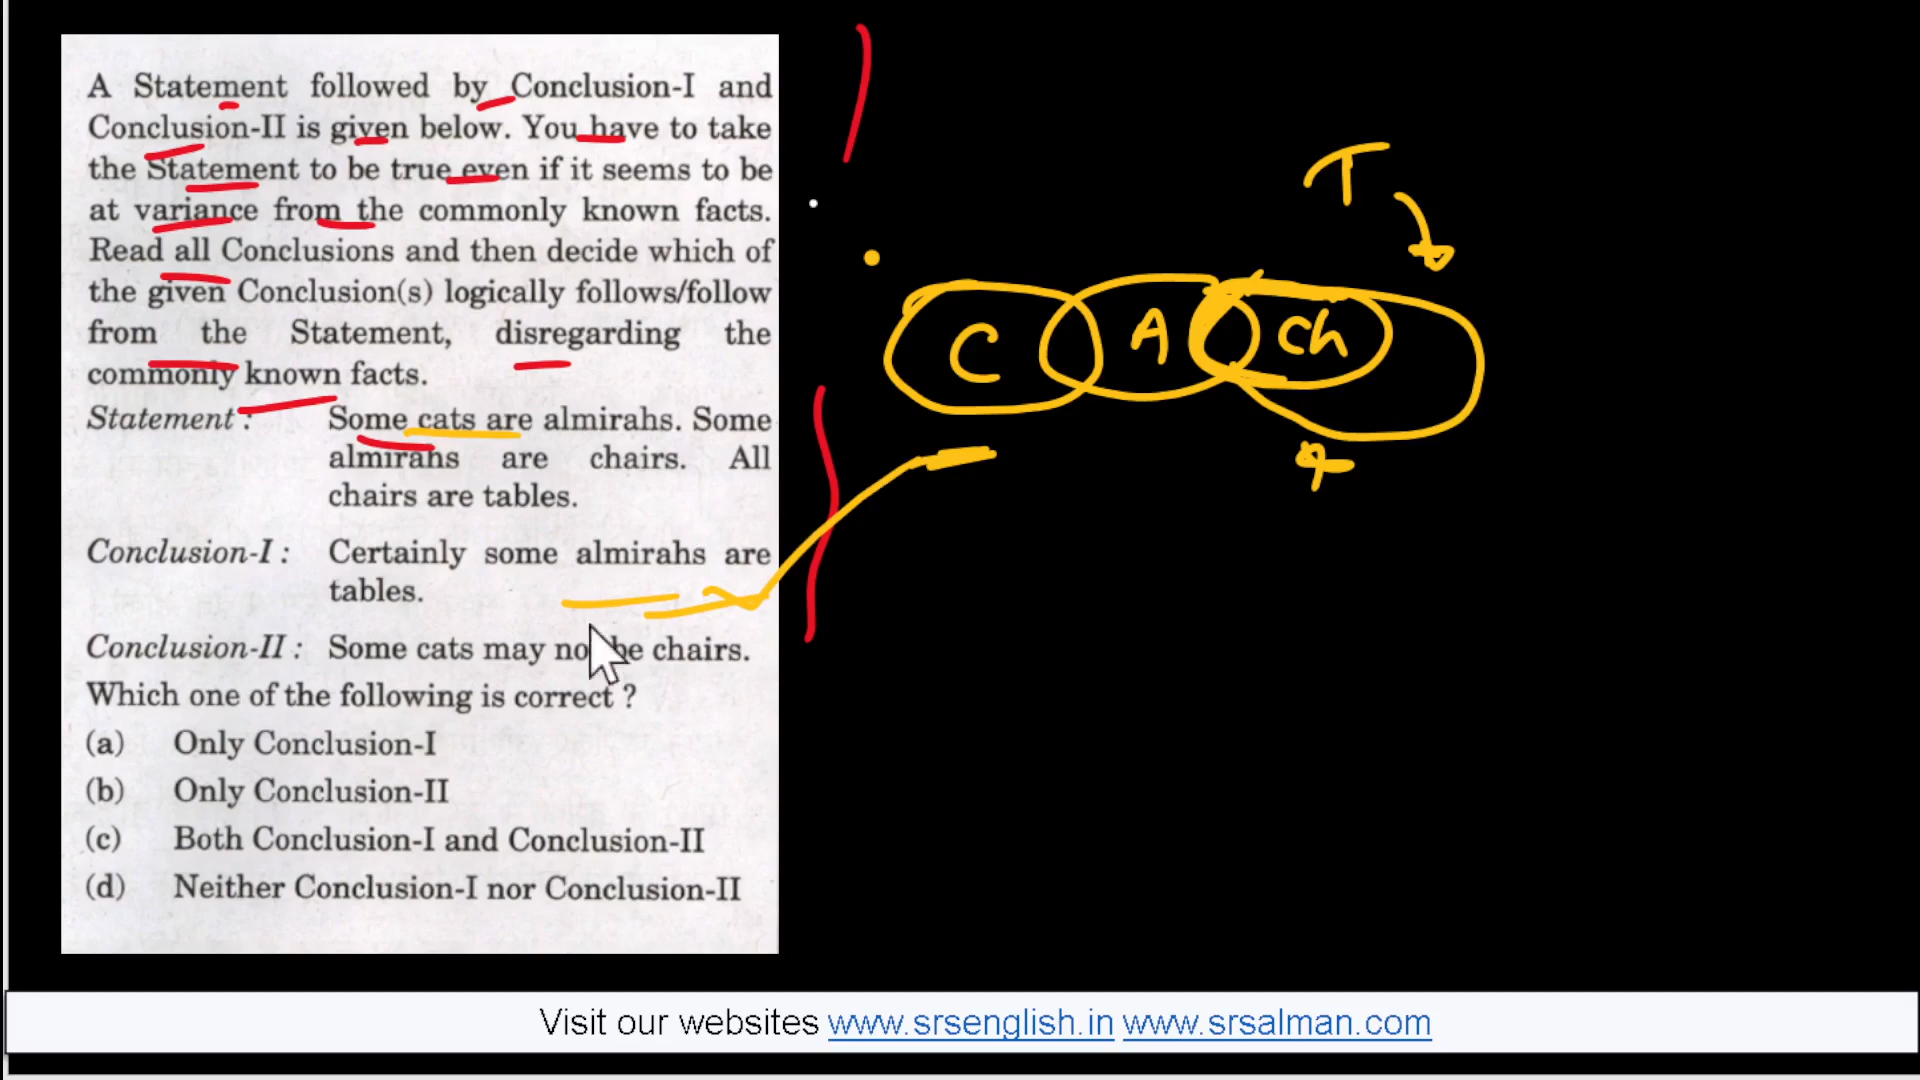 A Statement followed by Conclusion-I and
Conclusion-II is given below. You have to take
the Statement to be true even if it seems to be
at variance from the commonly known facts.
Read all Conclusions and then decide which of
the given Conclusion(s) logically follows/follow
from the Statement, disregarding the
commonly known facts.
Statement : Some cats are almirahs. Some
almirahs are chairs. All
chairs are tables.
Conclusion-I : Certainly some almirahs are
tables.
Conclusion-II : Some cats may not be chairs.
Which one of the following is correct ?
(a) Only Conclusion-I
(b) Only Conclusion-II
(c) Both Conclusion-I and Conclusion-II
(d) Neither Conclusion-I nor Conclusion-II
T
C A Ch
Visit our websites www.srsenglish.in www.srsalman.com